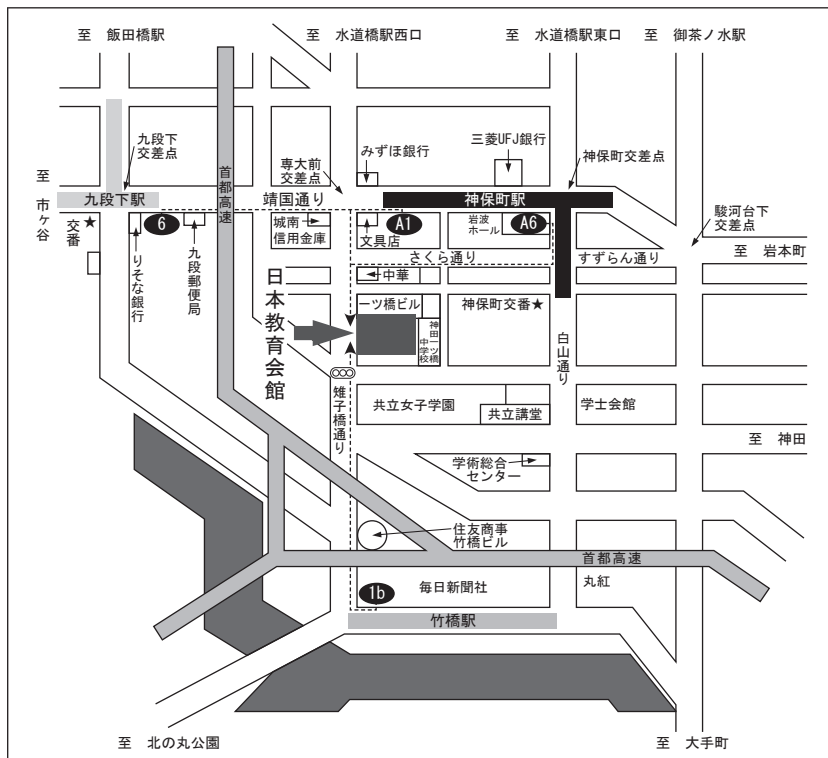 至 飯田橋駅
至 水道橋駅西口
至 水道橋駅東口
至 御茶ノ水駅
九段下
交差点
首都高速
専大前
交差点
みずほ銀行
三菱UFJ銀行
神保町交差点
至 市ヶ谷
九段下駅
靖国通り
神保町駅
駿河台下
交差点
交番★
6
城南
信用金庫
A1
文具店
岩波
ホール
A6
りそな銀行
九段郵便局
さくら通り
すずらん通り
至 岩本町
中華
日本教育会館
一ツ橋ビル
神田一ツ橋
中学校
神保町交番★
白山通り
雉子橋通り
共立女子学園
共立講堂
学士会館
至 神田
学術総合
センター
住友商事
竹橋ビル
首都高速
1b
毎日新聞社
丸紅
竹橋駅
至 北の丸公園
至 大手町